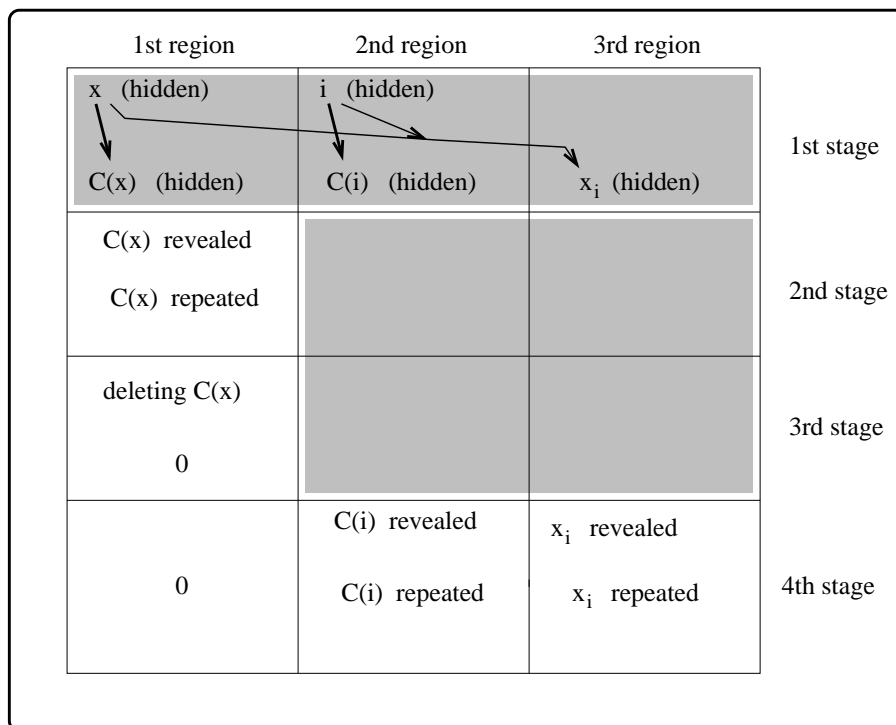 1st region 2nd region 3rd region
x (hidden) i (hidden)
1st stage
C(x) (hidden) C(i) (hidden) x_i (hidden)
C(x) revealed
C(x) repeated
2nd stage
deleting C(x)
3rd stage
0
C(i) revealed x_i revealed
0 C(i) repeated x_i repeated 4th stage